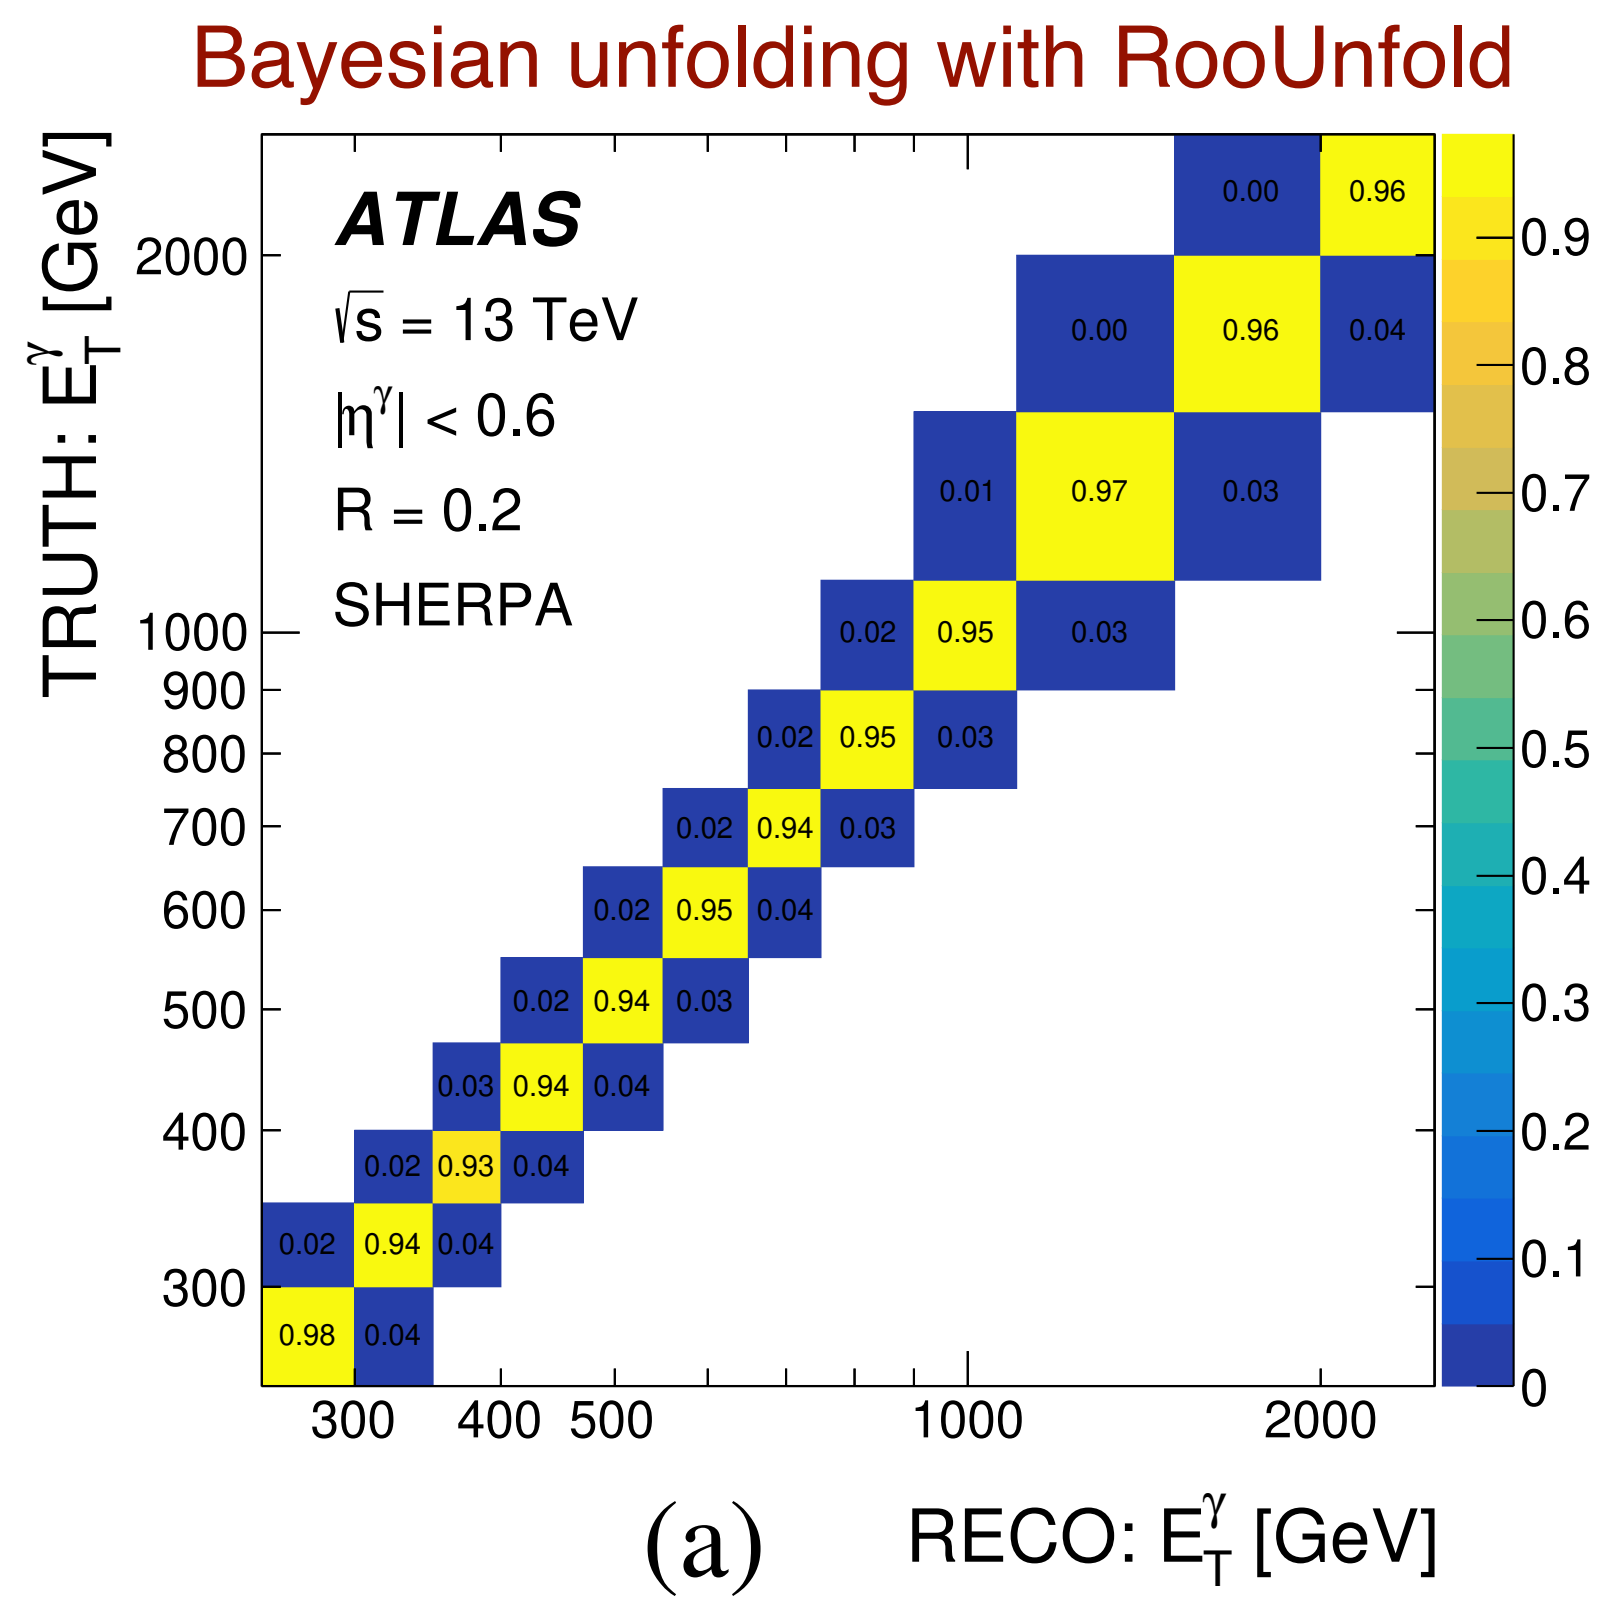 Bayesian unfolding with RooUnfold
TRUTH: E_T^γ [GeV]
ATLAS
√s = 13 TeV
|η^γ| < 0.6
R = 0.2
SHERPA
2000
1000
900
800
700
600
500
400
300
0.00 0.96
0.00 0.96 0.04
0.01 0.97 0.03
0.02 0.95 0.03
0.02 0.95 0.03
0.02 0.94 0.03
0.02 0.95 0.04
0.02 0.94 0.03
0.03 0.94 0.04
0.02 0.93 0.04
0.02 0.94 0.04
0.98 0.04
0.9
0.8
0.7
0.6
0.5
0.4
0.3
0.2
0.1
0
300 400 500 1000 2000
(a) RECO: E_T^γ [GeV]